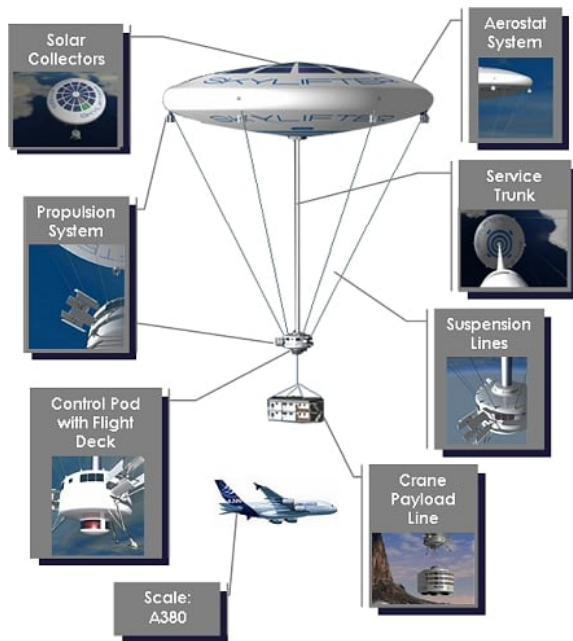 Solar
Collectors
Aerostat
System
SKYLIFTER
SKYLIFTER
Propulsion
System
Service
Trunk
Suspension
Lines
Control Pod
with Flight
Deck
Crane
Payload
Line
A380
Scale:
A380